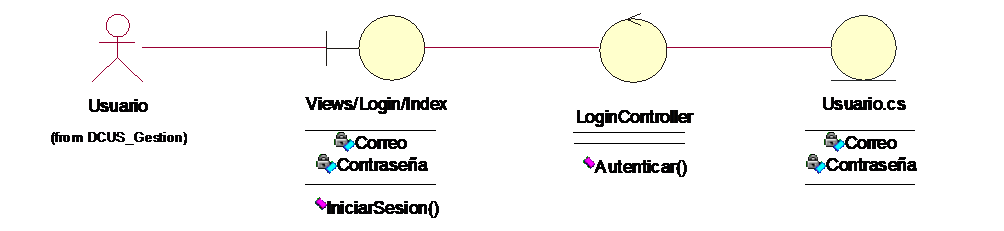 Usuario
(from DCUS_Gestion)
Views/Login/Index
Correo
Contraseña
IniciarSesion()
LoginController
Autenticar()
Usuario.cs
Correo
Contraseña